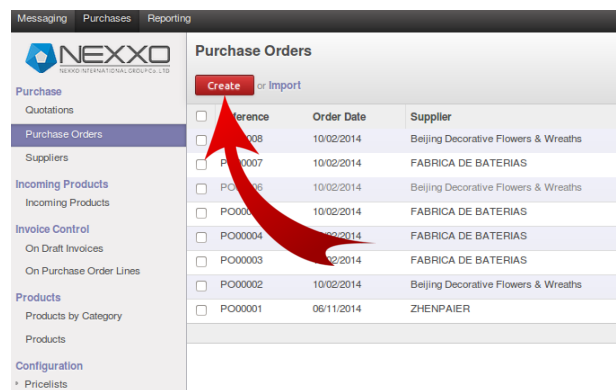 Messaging Purchases Reporting
NEXXO
NEXXO INTERNATIONAL GROUP Co. LTD
Purchase
Quotations
Purchase Orders
Suppliers
Incoming Products
Incoming Products
Invoice Control
On Draft Invoices
On Purchase Order Lines
Products
Products by Category
Products
Configuration
Pricelists
Purchase Orders
Create or Import
Order Date Supplier
10/02/2014 Beijing Decorative Flowers & Wreaths
PO00007 10/02/2014 FABRICA DE BATERIAS
10/02/2014 Beijing Decorative Flowers & Wreaths
10/02/2014 FABRICA DE BATERIAS
PO00004 FABRICA DE BATERIAS
PO00003 FABRICA DE BATERIAS
PO00002 10/02/2014 Beijing Decorative Flowers & Wreaths
PO00001 06/11/2014 ZHENPAIER